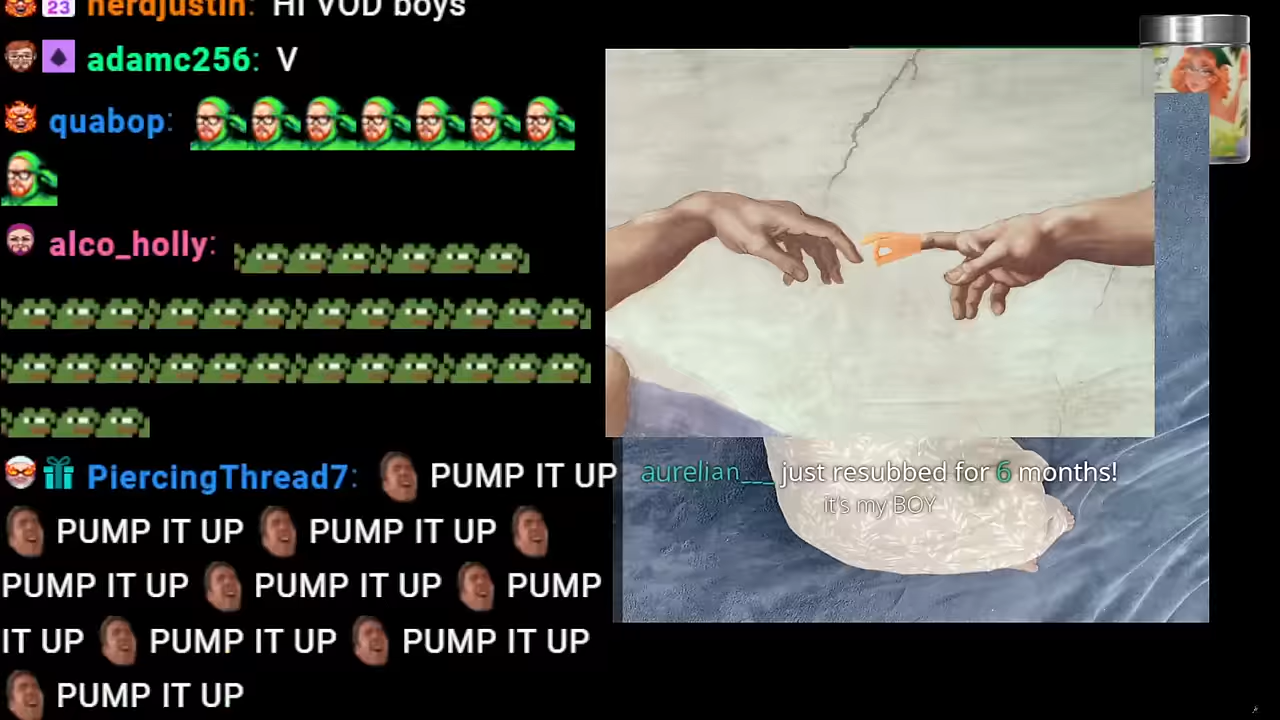 23 nerdjustin: HI VOD boys
adamc256: V
quabop:
alco_holly:
PiercingThread7: PUMP IT UP
PUMP IT UP PUMP IT UP
PUMP IT UP PUMP IT UP PUMP
IT UP PUMP IT UP PUMP IT UP
PUMP IT UP
aurelian___ just resubbed for 6 months!
it's my BOY